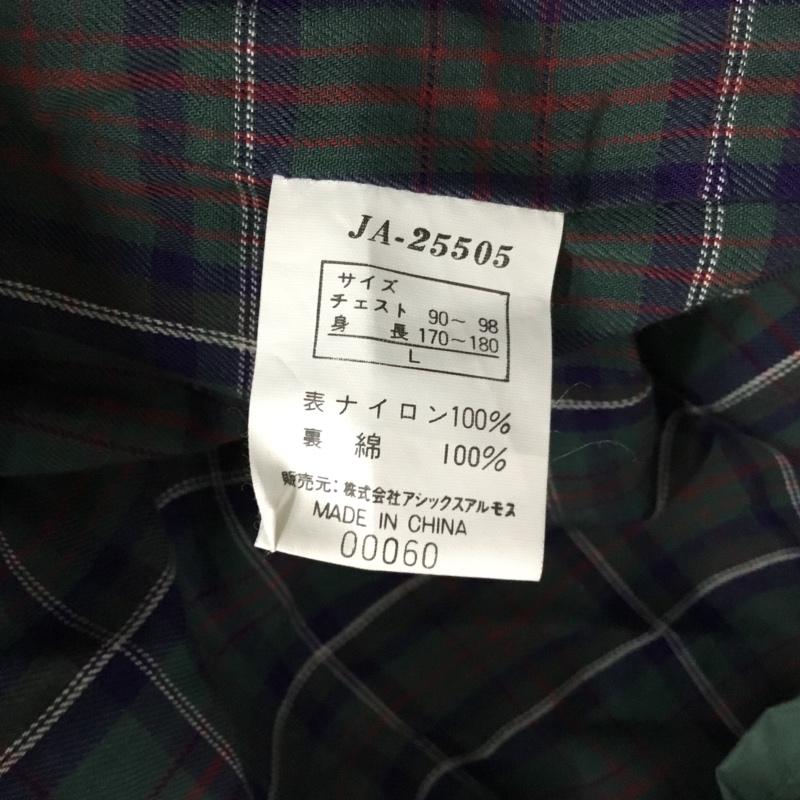 JA-25505
サイズ
チェスト 90～ 98
身 長 170～180
L
表 ナイロン100%
裏 綿 100%
販売元：株式会社アシックスアルモス
MADE IN CHINA
00060